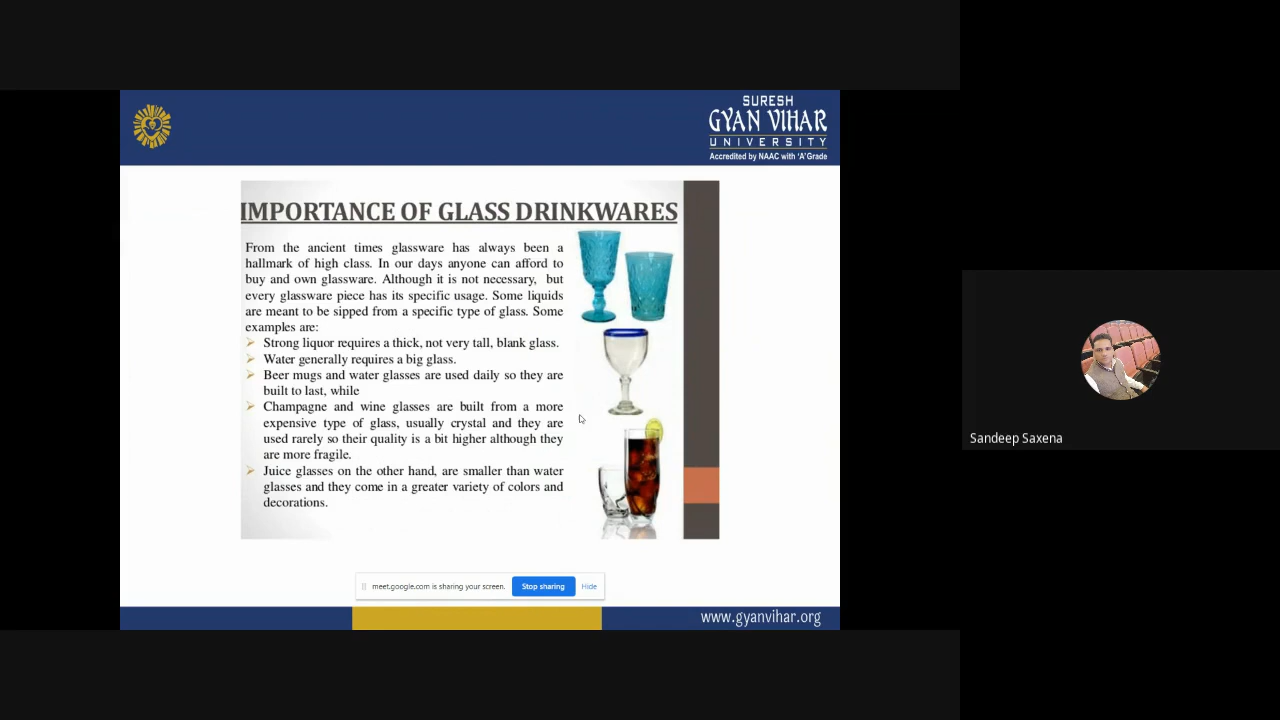 SURESH
GYAN VIHAR
UNIVERSITY
Accredited by NAAC with 'A' Grade
IMPORTANCE OF GLASS DRINKWARES
From the ancient times glassware has always been a
hallmark of high class. In our days anyone can afford to
buy and own glassware. Although it is not necessary, but
every glassware piece has its specific usage. Some liquids
are meant to be sipped from a specific type of glass. Some
examples are:
Strong liquor requires a thick, not very tall, blank glass.
Water generally requires a big glass.
Beer mugs and water glasses are used daily so they are
built to last, while
Champagne and wine glasses are built from a more
expensive type of glass, usually crystal and they are
used rarely so their quality is a bit higher although they
are more fragile.
Juice glasses on the other hand, are smaller than water
glasses and they come in a greater variety of colors and
decorations.
meet.google.com is sharing your screen. Stop sharing Hide
www.gyanvihar.org
Sandeep Saxena